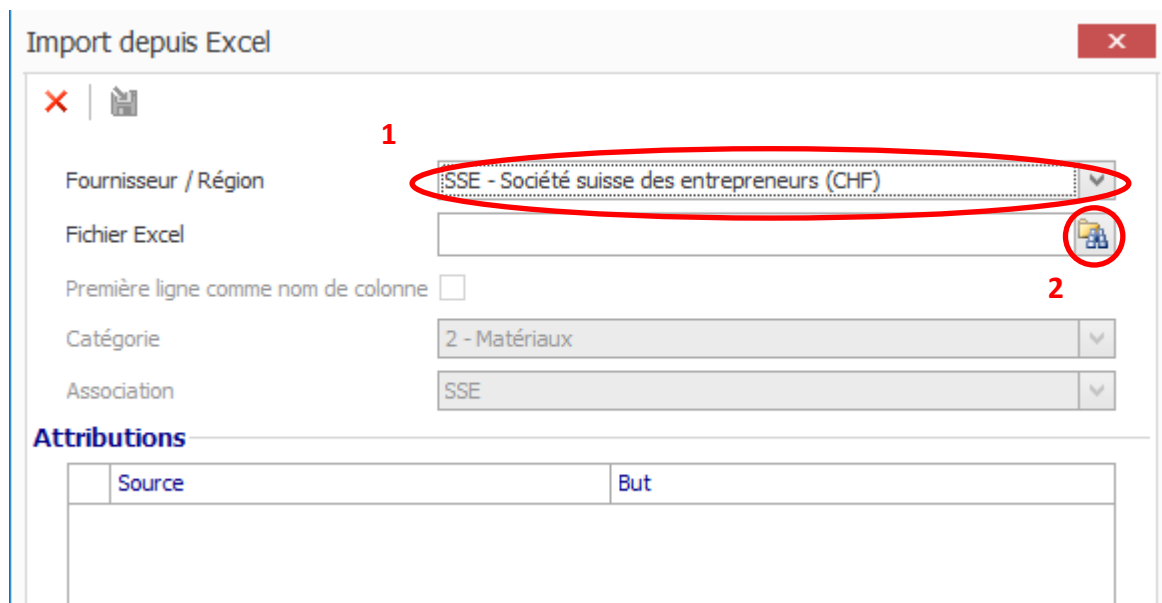 Import depuis Excel
1
Fournisseur / Région SSE - Société suisse des entrepreneurs (CHF)
Fichier Excel
2
Première ligne comme nom de colonne
Catégorie 2 - Matériaux
Association SSE
Attributions
Source But